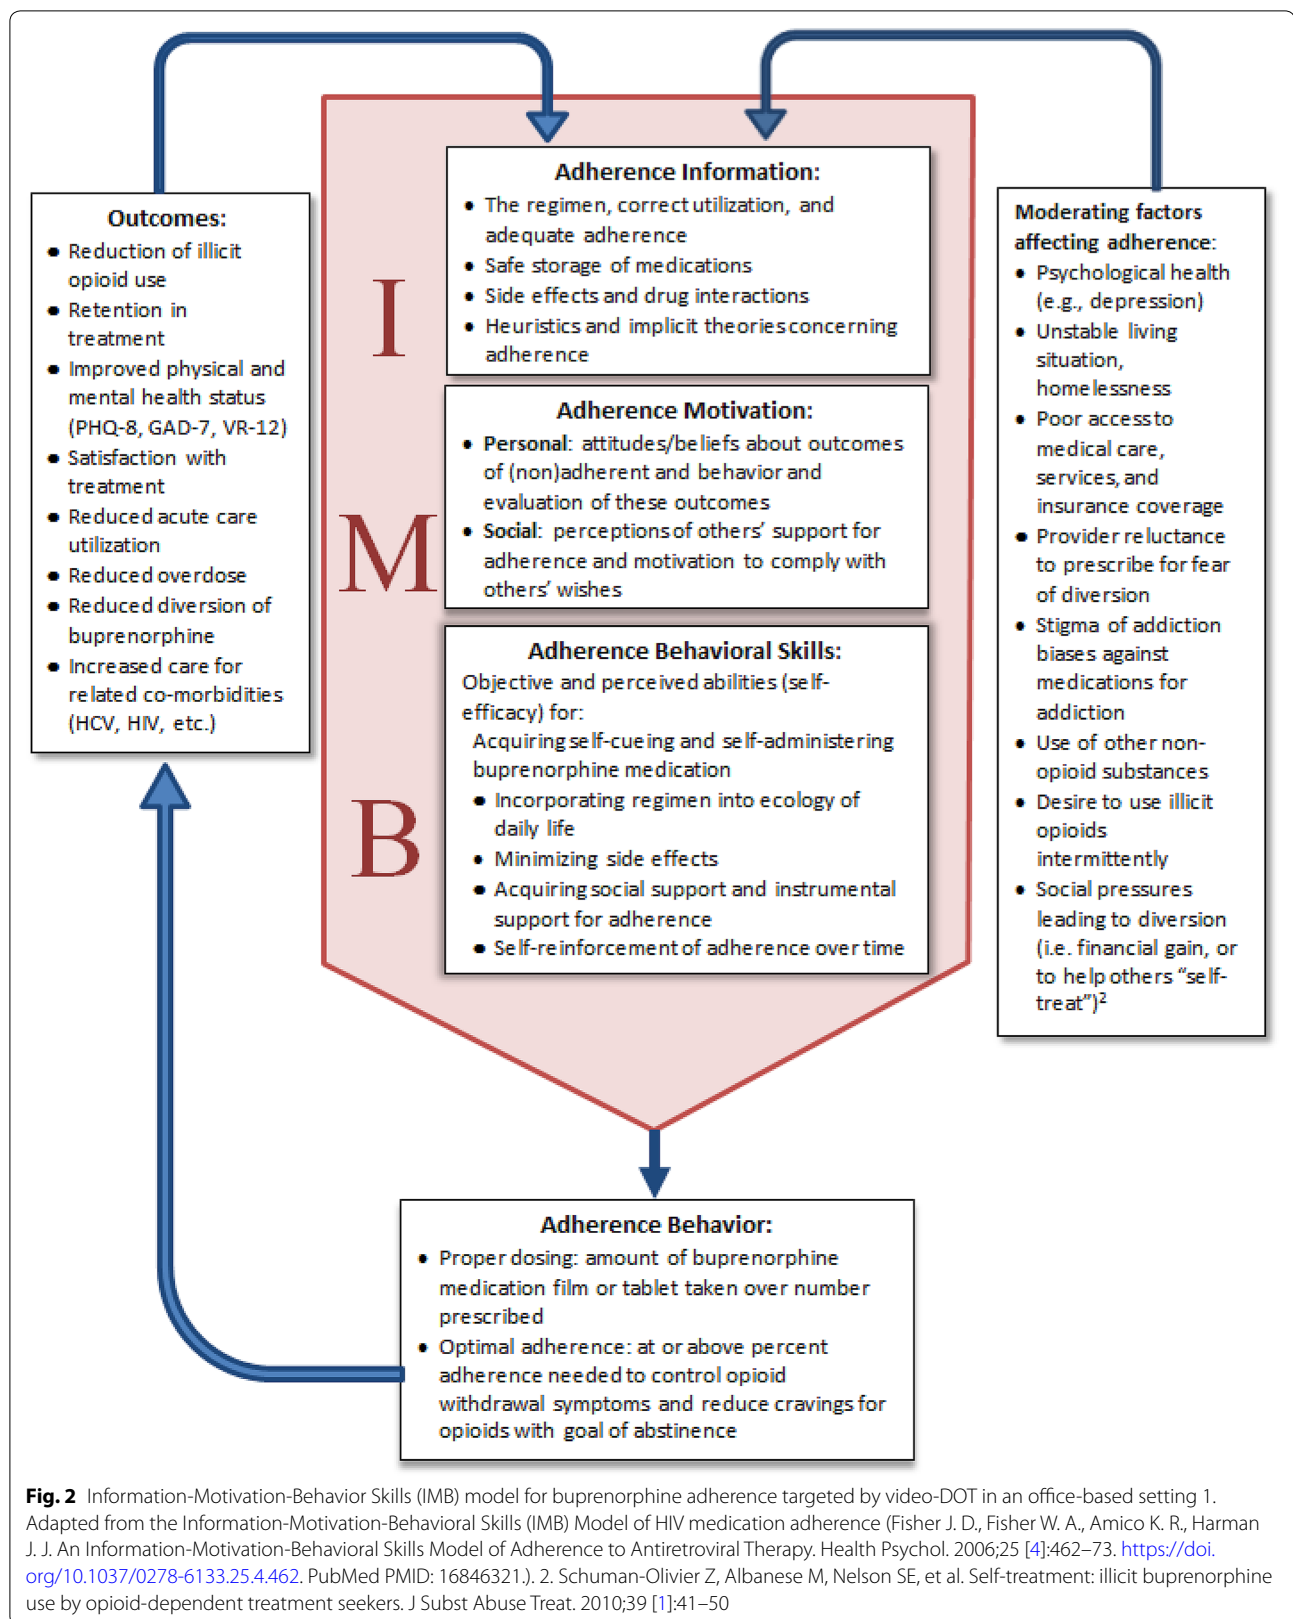 Outcomes:
● Reduction of illicit
opioid use
● Retention in
treatment
● Improved physical and
mental health status
(PHQ-8, GAD-7, VR-12)
● Satisfaction with
treatment
● Reduced acute care
utilization
● Reduced overdose
● Reduced diversion of
buprenorphine
● Increased care for
related co-morbidities
(HCV, HIV, etc.)
I
Adherence Information:
● The regimen, correct utilization, and
adequate adherence
● Safe storage of medications
● Side effects and drug interactions
● Heuristics and implicit theories concerning
adherence
M
Adherence Motivation:
● Personal: attitudes/beliefs about outcomes
of (non)adherent and behavior and
evaluation of these outcomes
● Social: perceptions of others’ support for
adherence and motivation to comply with
others’ wishes
B
Adherence Behavioral Skills:
Objective and perceived abilities (self-
efficacy) for:
Acquiring self-cueing and self-administering
buprenorphine medication
● Incorporating regimen into ecology of
daily life
● Minimizing side effects
● Acquiring social support and instrumental
support for adherence
● Self-reinforcement of adherence over time
Moderating factors
affecting adherence:
● Psychological health
(e.g., depression)
● Unstable living
situation,
homelessness
● Poor access to
medical care,
services, and
insurance coverage
● Provider reluctance
to prescribe for fear
of diversion
● Stigma of addiction
biases against
medications for
addiction
● Use of other non-
opioid substances
● Desire to use illicit
opioids
intermittently
● Social pressures
leading to diversion
(i.e. financial gain, or
to help others “self-
treat”)²
Adherence Behavior:
● Proper dosing: amount of buprenorphine
medication film or tablet taken over number
prescribed
● Optimal adherence: at or above percent
adherence needed to control opioid
withdrawal symptoms and reduce cravings for
opioids with goal of abstinence
Fig. 2 Information-Motivation-Behavior Skills (IMB) model for buprenorphine adherence targeted by video-DOT in an office-based setting 1.
Adapted from the Information-Motivation-Behavioral Skills (IMB) Model of HIV medication adherence (Fisher J. D., Fisher W. A., Amico K. R., Harman
J. J. An Information-Motivation-Behavioral Skills Model of Adherence to Antiretroviral Therapy. Health Psychol. 2006;25 [4]:462–73. https://doi.
org/10.1037/0278-6133.25.4.462. PubMed PMID: 16846321.). 2. Schuman-Olivier Z, Albanese M, Nelson SE, et al. Self-treatment: illicit buprenorphine
use by opioid-dependent treatment seekers. J Subst Abuse Treat. 2010;39 [1]:41–50